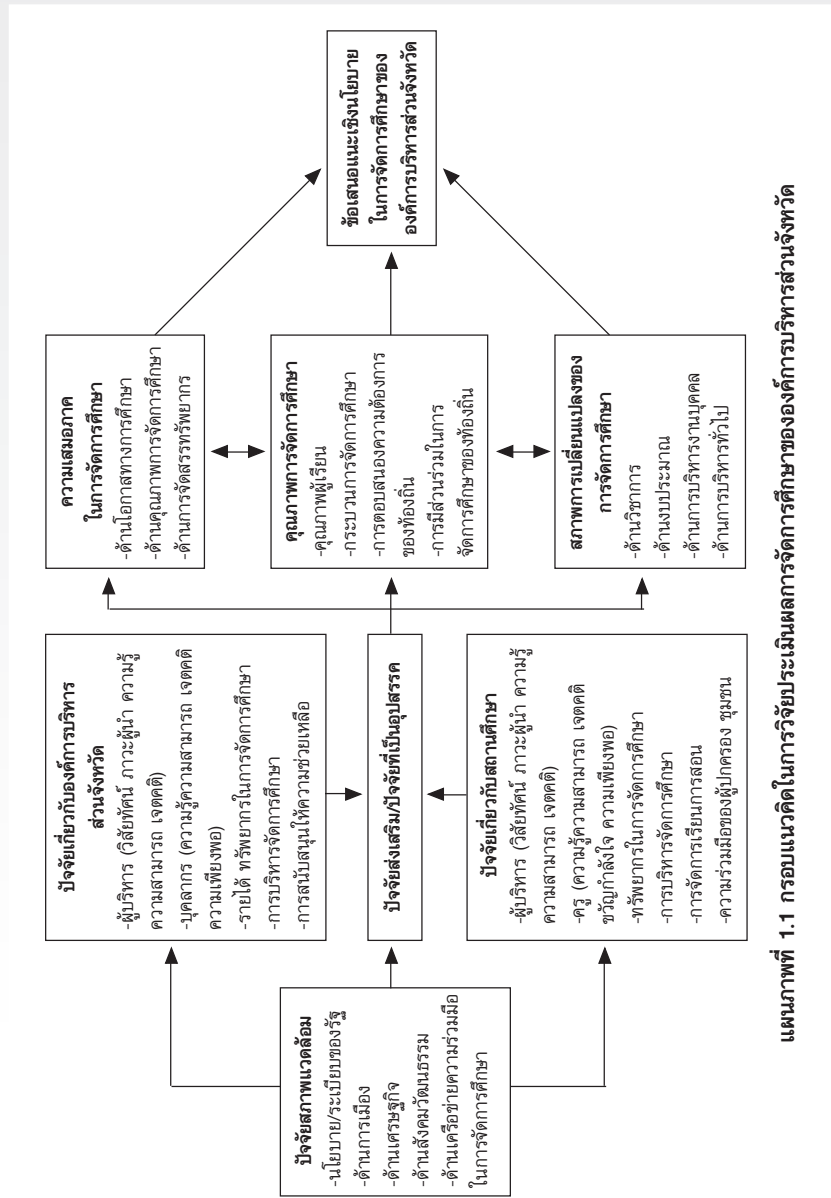 ปัจจัยสภาพแวดล้อม
-นโยบาย/ระเบียบของรัฐ
-ด้านการเมือง
-ด้านเศรษฐกิจ
-ด้านสังคมวัฒนธรรม
-ด้านเครือข่ายความร่วมมือ
ในการจัดการศึกษา
ปัจจัยเกี่ยวกับองค์การบริหาร
ส่วนจังหวัด
-ผู้บริหาร (วิสัยทัศน์ ภาวะผู้นำ ความรู้
ความสามารถ เจตคติ)
-บุคลากร (ความรู้ความสามารถ เจตคติ
ความเพียงพอ)
-รายได้ ทรัพยากรในการจัดการศึกษา
-การบริหารจัดการศึกษา
-การสนับสนุนให้ความช่วยเหลือ
ปัจจัยส่งเสริม/ปัจจัยที่เป็นอุปสรรค
ปัจจัยเกี่ยวกับสถานศึกษา
-ผู้บริหาร (วิสัยทัศน์ ภาวะผู้นำ ความรู้
ความสามารถ เจตคติ)
-ครู (ความรู้ความสามารถ เจตคติ
ขวัญกำลังใจ ความเพียงพอ)
-ทรัพยากรในการจัดการศึกษา
-การบริหารจัดการศึกษา
-การจัดการเรียนการสอน
-ความร่วมมือของผู้ปกครอง ชุมชน
ความเสมอภาค
ในการจัดการศึกษา
-ด้านโอกาสทางการศึกษา
-ด้านคุณภาพการจัดการศึกษา
-ด้านการจัดสรรทรัพยากร
คุณภาพการจัดการศึกษา
-คุณภาพผู้เรียน
-กระบวนการจัดการศึกษา
-การตอบสนองความต้องการ
ของท้องถิ่น
-การมีส่วนร่วมในการ
จัดการศึกษาของท้องถิ่น
สภาพการเปลี่ยนแปลงของ
การจัดการศึกษา
-ด้านวิชาการ
-ด้านงบประมาณ
-ด้านการบริหารงานบุคคล
-ด้านการบริหารทั่วไป
ข้อเสนอแนะเชิงนโยบาย
ในการจัดการศึกษาของ
องค์การบริหารส่วนจังหวัด
แผนภาพที่ 1.1 กรอบแนวคิดในการวิจัยประเมินผลการจัดการศึกษาขององค์การบริหารส่วนจังหวัด